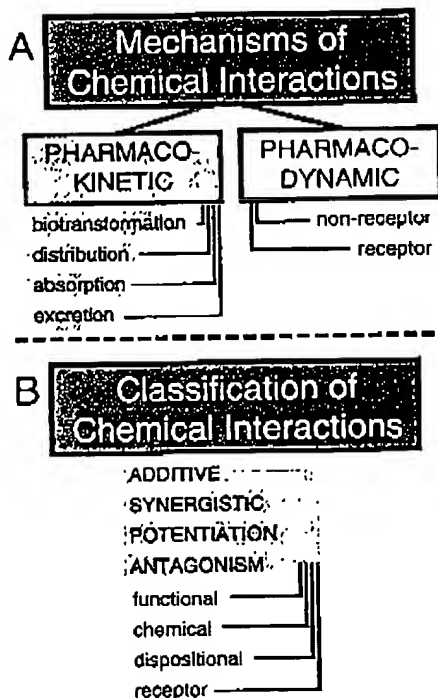 A
Mechanisms of
Chemical Interactions
PHARMACO-
KINETIC
biotransformation
distribution
absorption
excretion
PHARMACO-
DYNAMIC
non-receptor
receptor
B
Classification of
Chemical Interactions
ADDITIVE
SYNERGISTIC
POTENTIATION
ANTAGONISM
functional
chemical
dispositional
receptor